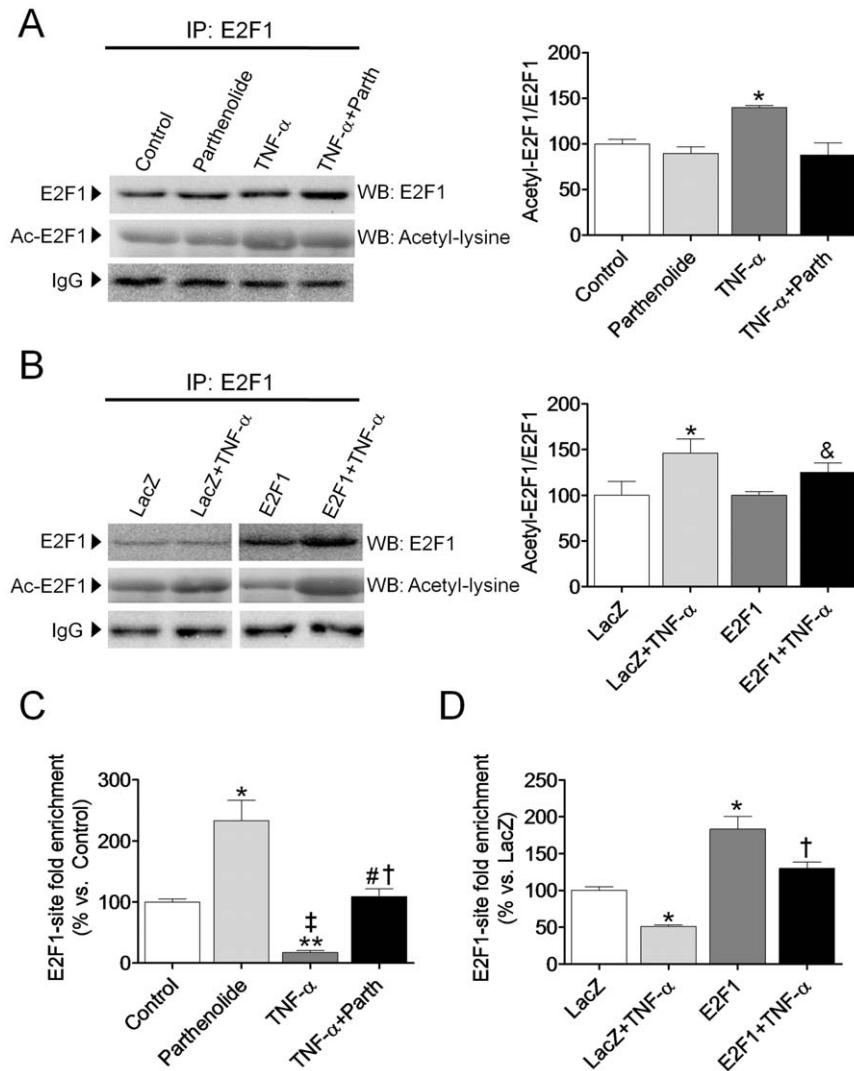 A
IP: E2F1
Control
Parthenolide
TNF-α
TNF-α+Parth
E2F1
WB: E2F1
Ac-E2F1
WB: Acetyl-lysine
IgG
Acetyl-E2F1/E2F1
200
150
100
50
0
*
Control
Parthenolide
TNF-α
TNF-α+Parth
B
IP: E2F1
LacZ
LacZ+TNF-α
E2F1
E2F1+TNF-α
E2F1
WB: E2F1
Ac-E2F1
WB: Acetyl-lysine
IgG
Acetyl-E2F1/E2F1
200
150
100
50
0
*
&
LacZ
LacZ+TNF-α
E2F1
E2F1+TNF-α
C
E2F1-site fold enrichment
(% vs. Control)
300
200
100
0
*
‡
**
#†
Control
Parthenolide
TNF-α
TNF-α+Parth
D
E2F1-site fold enrichment
(% vs. LacZ)
250
200
150
100
50
0
*
*
†
LacZ
LacZ+TNF-α
E2F1
E2F1+TNF-α